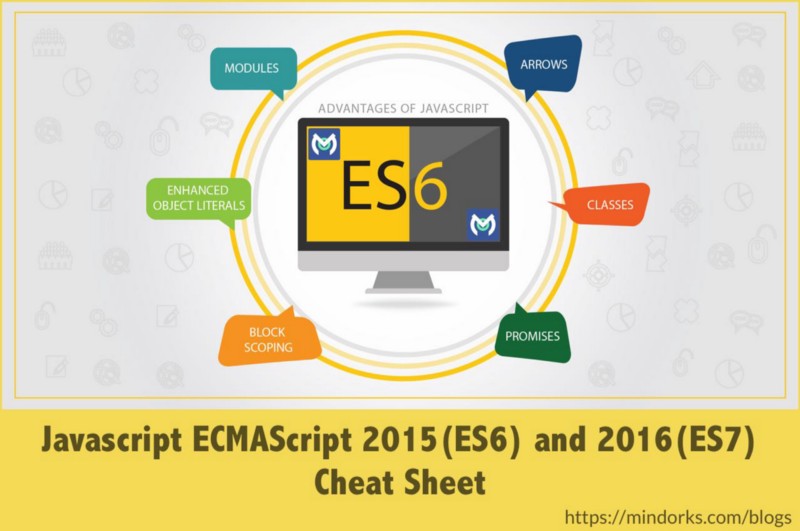 MODULES
ARROWS
ADVANTAGES OF JAVASCRIPT
ES6
ENHANCED
OBJECT LITERALS
CLASSES
BLOCK
SCOPING
PROMISES
Javascript ECMAScript 2015(ES6) and 2016(ES7)
Cheat Sheet
https://mindorks.com/blogs